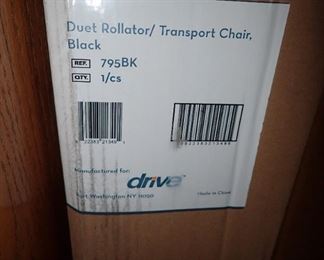 Duet Rollator/ Transport Chair,
Black
REF. 795BK
QTY. 1/cs
Manufactured for:
drive
Port Washington NY 11050
Made in China